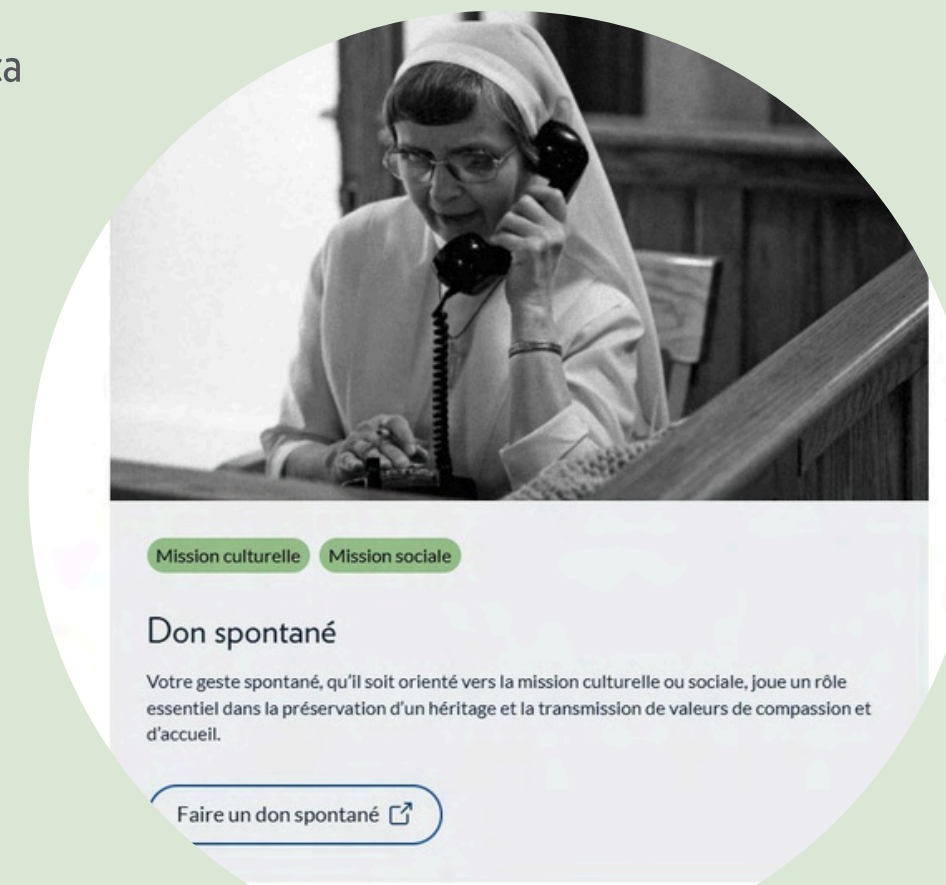 ca
Mission culturelle Mission sociale
Don spontané
Votre geste spontané, qu'il soit orienté vers la mission culturelle ou sociale, joue un rôle
essentiel dans la préservation d'un héritage et la transmission de valeurs de compassion et
d'accueil.
Faire un don spontané